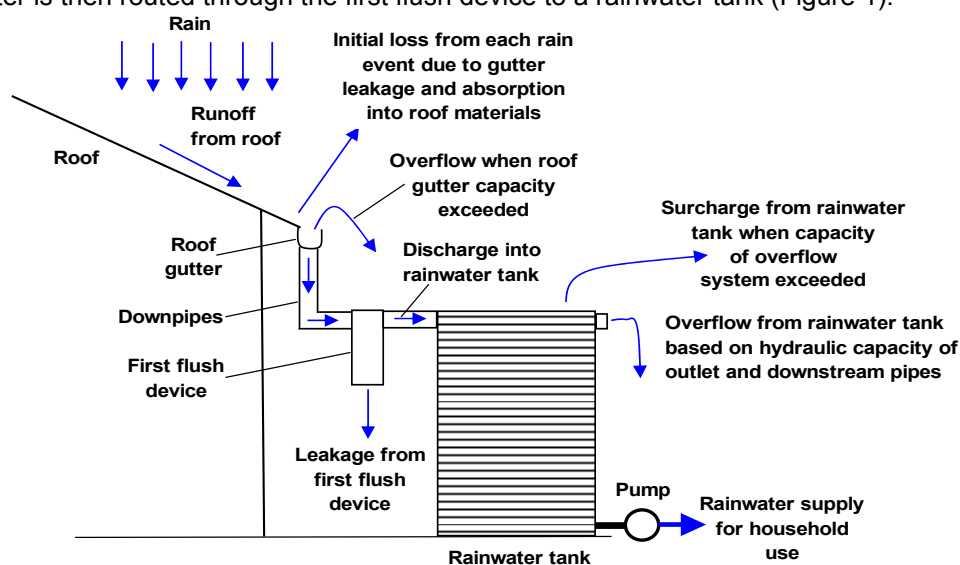 ter is then routed through the first flush device to a rainwater tank (Figure 1).
Rain
Initial loss from each rain
event due to gutter
leakage and absorption
into roof materials
Runoff
from roof
Roof
Overflow when roof
gutter capacity
exceeded
Surcharge from rainwater
tank when capacity
of overflow
system exceeded
Roof
gutter
Discharge into
rainwater tank
Downpipes
Overflow from rainwater tank
based on hydraulic capacity of
outlet and downstream pipes
First flush
device
Leakage from
first flush
device
Pump
Rainwater supply
for household
use
Rainwater tank